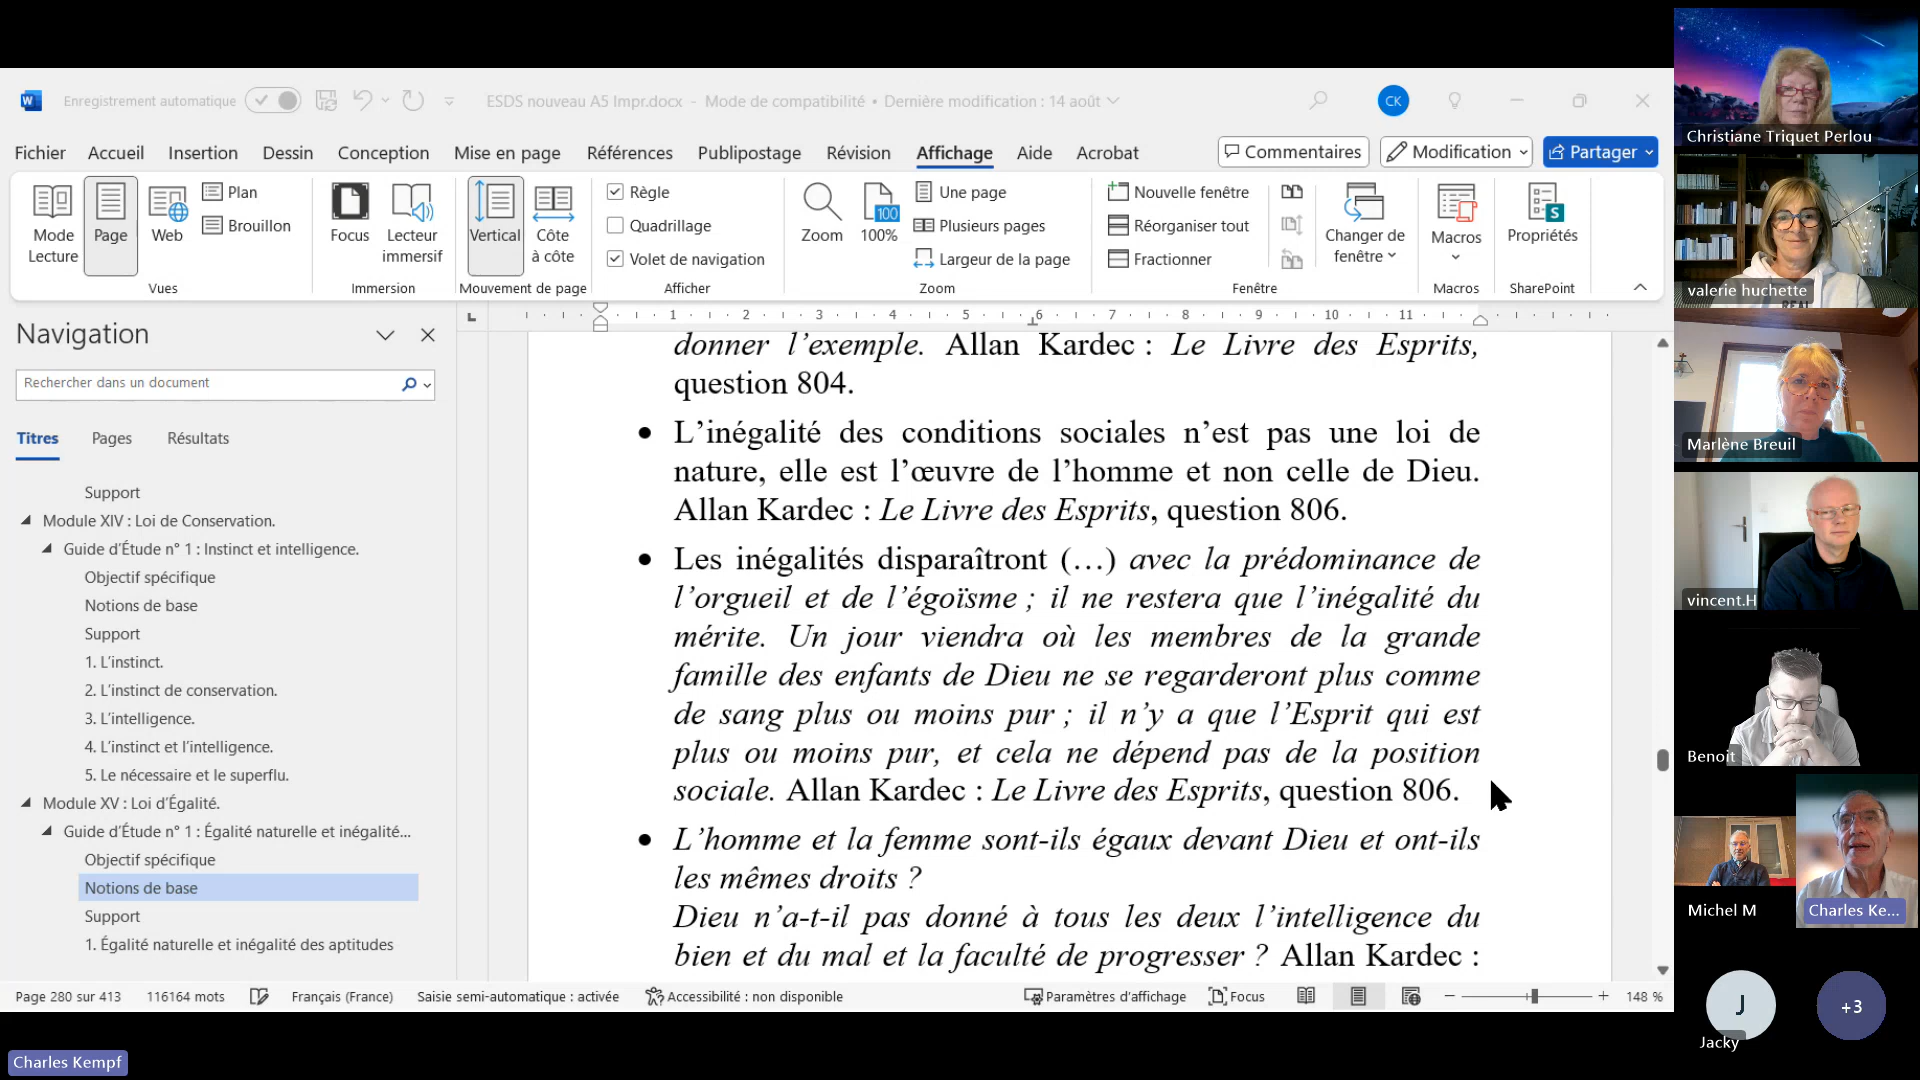 Enregistrement automatique
ESDS nouveau A5 Impr.docx - Mode de compatibilité • Dernière modification : 14 août
CK
Fichier Accueil Insertion Dessin Conception Mise en page Références Publipostage Révision Affichage Aide Acrobat
Commentaires Modification Partager
Mode Lecture
Page
Web
Plan
Brouillon
Vues
Focus
Lecteur immersif
Immersion
Vertical
Côte à côte
Mouvement de page
Règle
Quadrillage
Volet de navigation
Afficher
Zoom
100
100%
Une page
Plusieurs pages
Largeur de la page
Zoom
Nouvelle fenêtre
Réorganiser tout
Fractionner
Changer de fenêtre
Fenêtre
Macros
Macros
S
Propriétés
SharePoint
Navigation
Rechercher dans un document
Titres Pages Résultats
Support
Module XIV : Loi de Conservation.
Guide d'Étude n° 1 : Instinct et intelligence.
Objectif spécifique
Notions de base
Support
1. L'instinct.
2. L'instinct de conservation.
3. L'intelligence.
4. L'instinct et l'intelligence.
5. Le nécessaire et le superflu.
Module XV : Loi d'Égalité.
Guide d'Étude n° 1 : Égalité naturelle et inégalité...
Objectif spécifique
Notions de base
Support
1. Égalité naturelle et inégalité des aptitudes
1 2 3 4 5 6 7 8 9 10 11
donner l'exemple. Allan Kardec : Le Livre des Esprits,
question 804.
• L'inégalité des conditions sociales n'est pas une loi de
nature, elle est l'œuvre de l'homme et non celle de Dieu.
Allan Kardec : Le Livre des Esprits, question 806.
• Les inégalités disparaîtront (…) avec la prédominance de
l'orgueil et de l'égoïsme ; il ne restera que l'inégalité du
mérite. Un jour viendra où les membres de la grande
famille des enfants de Dieu ne se regarderont plus comme
de sang plus ou moins pur ; il n'y a que l'Esprit qui est
plus ou moins pur, et cela ne dépend pas de la position
sociale. Allan Kardec : Le Livre des Esprits, question 806.
• L'homme et la femme sont-ils égaux devant Dieu et ont-ils
les mêmes droits ?
Dieu n'a-t-il pas donné à tous les deux l'intelligence du
bien et du mal et la faculté de progresser ? Allan Kardec :
Page 280 sur 413 116164 mots Français (France) Saisie semi-automatique : activée Accessibilité : non disponible Paramètres d'affichage Focus 148 %
Christiane Triquet Perlou
valerie huchette
Marlène Breuil
vincent.H
Benoit
Michel M
Charles Ke...
J
Jacky
+3
Charles Kempf